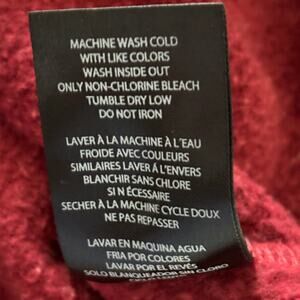 MACHINE WASH COLD
WITH LIKE COLORS
WASH INSIDE OUT
ONLY NON-CHLORINE BLEACH
TUMBLE DRY LOW
DO NOT IRON
LAVER À LA MACHINE À L'EAU
FROIDE AVEC COULEURS
SIMILAIRES LAVER À L'ENVERS
BLANCHIR SANS CHLORE
SI N ÉCESSAIRE
SECHER À LA MACHINE CYCLE DOUX
NE PAS REPASSER
LAVAR EN MAQUINA AGUA
FRIA POR COLORES
LAVAR POR EL REVÉS
SOLO BLANQUEADOR SIN CLORO